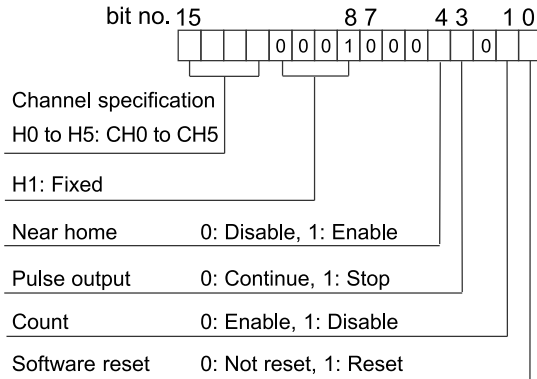 bit no. 15 8 7 4 3 1 0
0 0 0 1 0 0 0 0
Channel specification
H0 to H5: CH0 to CH5
H1: Fixed
Near home 0: Disable, 1: Enable
Pulse output 0: Continue, 1: Stop
Count 0: Enable, 1: Disable
Software reset 0: Not reset, 1: Reset